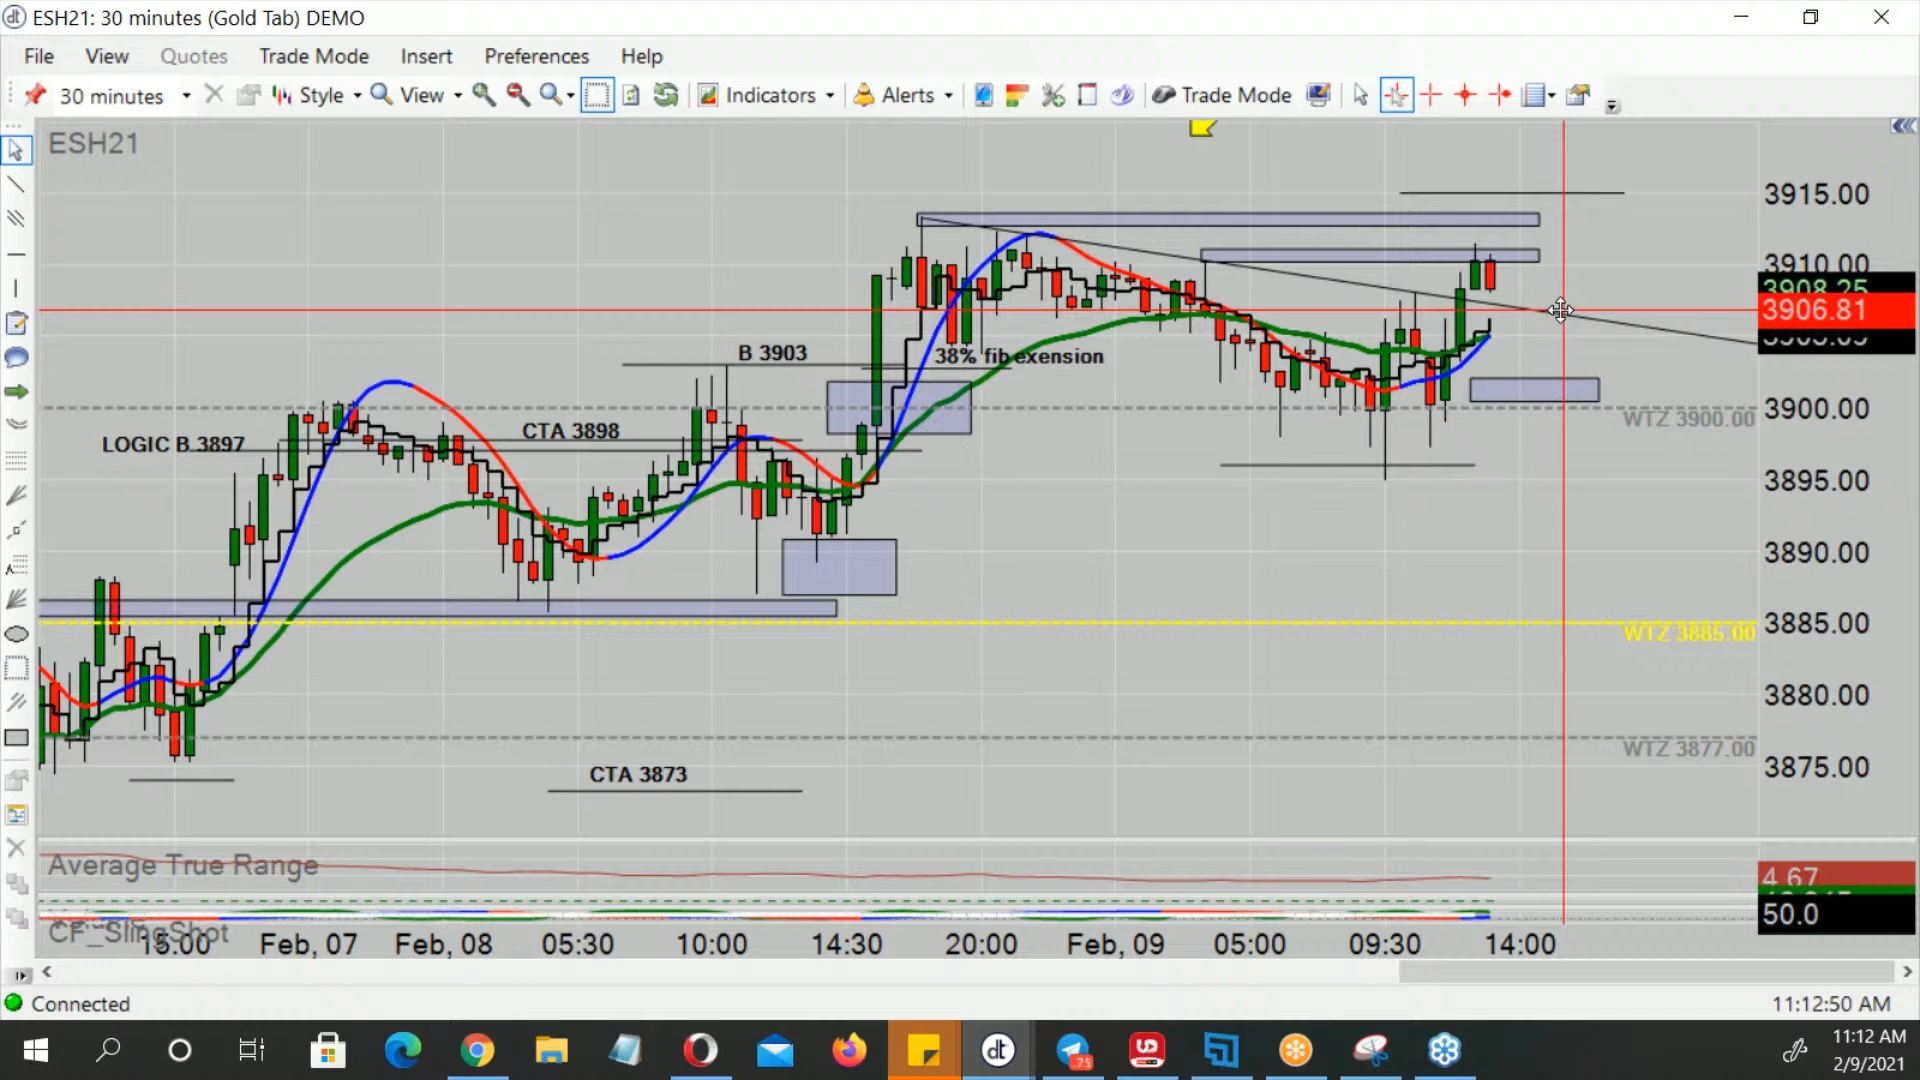 ESH21: 30 minutes (Gold Tab) DEMO
File View Quotes Trade Mode Insert Preferences Help
30 minutes Style View Indicators Alerts Trade Mode
ESH21
3915.00
3910.00
3908.25
3906.81
B 3903
38% fib exension
3900.00
WTZ 3900.00
CTA 3898
LOGIC B 3897
3895.00
3890.00
3885.00
WTZ 3885.00
3880.00
WTZ 3877.00
3875.00
CTA 3873
Average True Range
4.67
50.0
CF_SlingShot
15:00 Feb, 07 Feb, 08 05:30 10:00 14:30 20:00 Feb, 09 05:00 09:30 14:00
Connected
11:12:50 AM
75
11:12 AM
2/9/2021